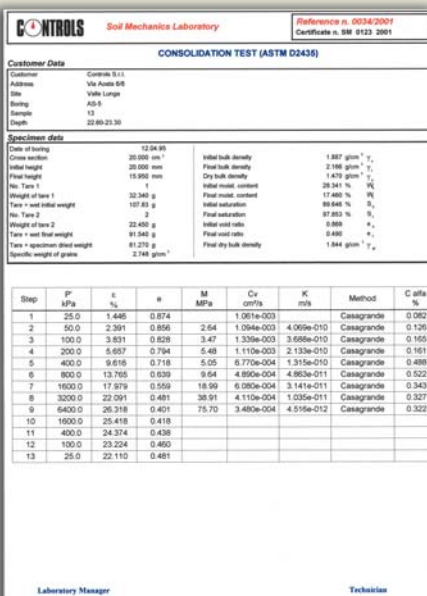 CONTROLS
Soil Mechanics Laboratory
Reference n. 0034/2001
Certificate n. SM 0123 2001
CONSOLIDATION TEST (ASTM D2435)
Customer Data
Customer Controls S.r.l.
Address Via Aosta 6/6
Site Valle Lunga
Boring AS-5
Sample 13
Depth 22.80-23.30
Specimen data
Date of boring 12.04.95
Cross section 20.000 cm²
Initial height 20.000 mm
Final height 15.950 mm
No. Tare 1 1
Weight of tare 1 32.340 g
Tare + wet initial weight 107.83 g
No. Tare 2 2
Weight of tare 2 22.450 g
Tare + wet final weight 91.540 g
Tare + specimen dried weight 81.270 g
Specific weight of grains 2.748 g/cm³
Initial bulk density 1.887 g/cm³
Final bulk density 2.166 g/cm³
Dry bulk density 1.470 g/cm³
Initial moist. content 28.341 %
Final moist. content 17.460 %
Initial saturation 89.646 %
Final saturation 97.853 %
Initial void ratio 0.869
Final void ratio 0.490
Final dry bulk density 1.844 g/cm³
Step P' kPa ε % e M MPa Cv cm²/s K m/s Method C alfa %
1 25.0 1.446 0.874 1.061e-003 Casagrande 0.082
2 50.0 2.391 0.856 2.64 1.094e-003 4.069e-010 Casagrande 0.126
3 100.0 3.831 0.828 3.47 1.339e-003 3.686e-010 Casagrande 0.165
4 200.0 5.657 0.794 5.48 1.110e-003 2.133e-010 Casagrande 0.161
5 400.0 9.616 0.718 5.05 6.770e-004 1.315e-010 Casagrande 0.488
6 800.0 13.765 0.639 9.64 4.890e-004 4.863e-011 Casagrande 0.522
7 1600.0 17.979 0.559 18.99 6.080e-004 3.141e-011 Casagrande 0.343
8 3200.0 22.091 0.481 38.91 4.110e-004 1.035e-011 Casagrande 0.327
9 6400.0 26.318 0.401 75.70 3.480e-004 4.516e-012 Casagrande 0.322
10 1600.0 25.418 0.418
11 400.0 24.374 0.438
12 100.0 23.224 0.460
13 25.0 22.110 0.481
Laboratory Manager
Technician